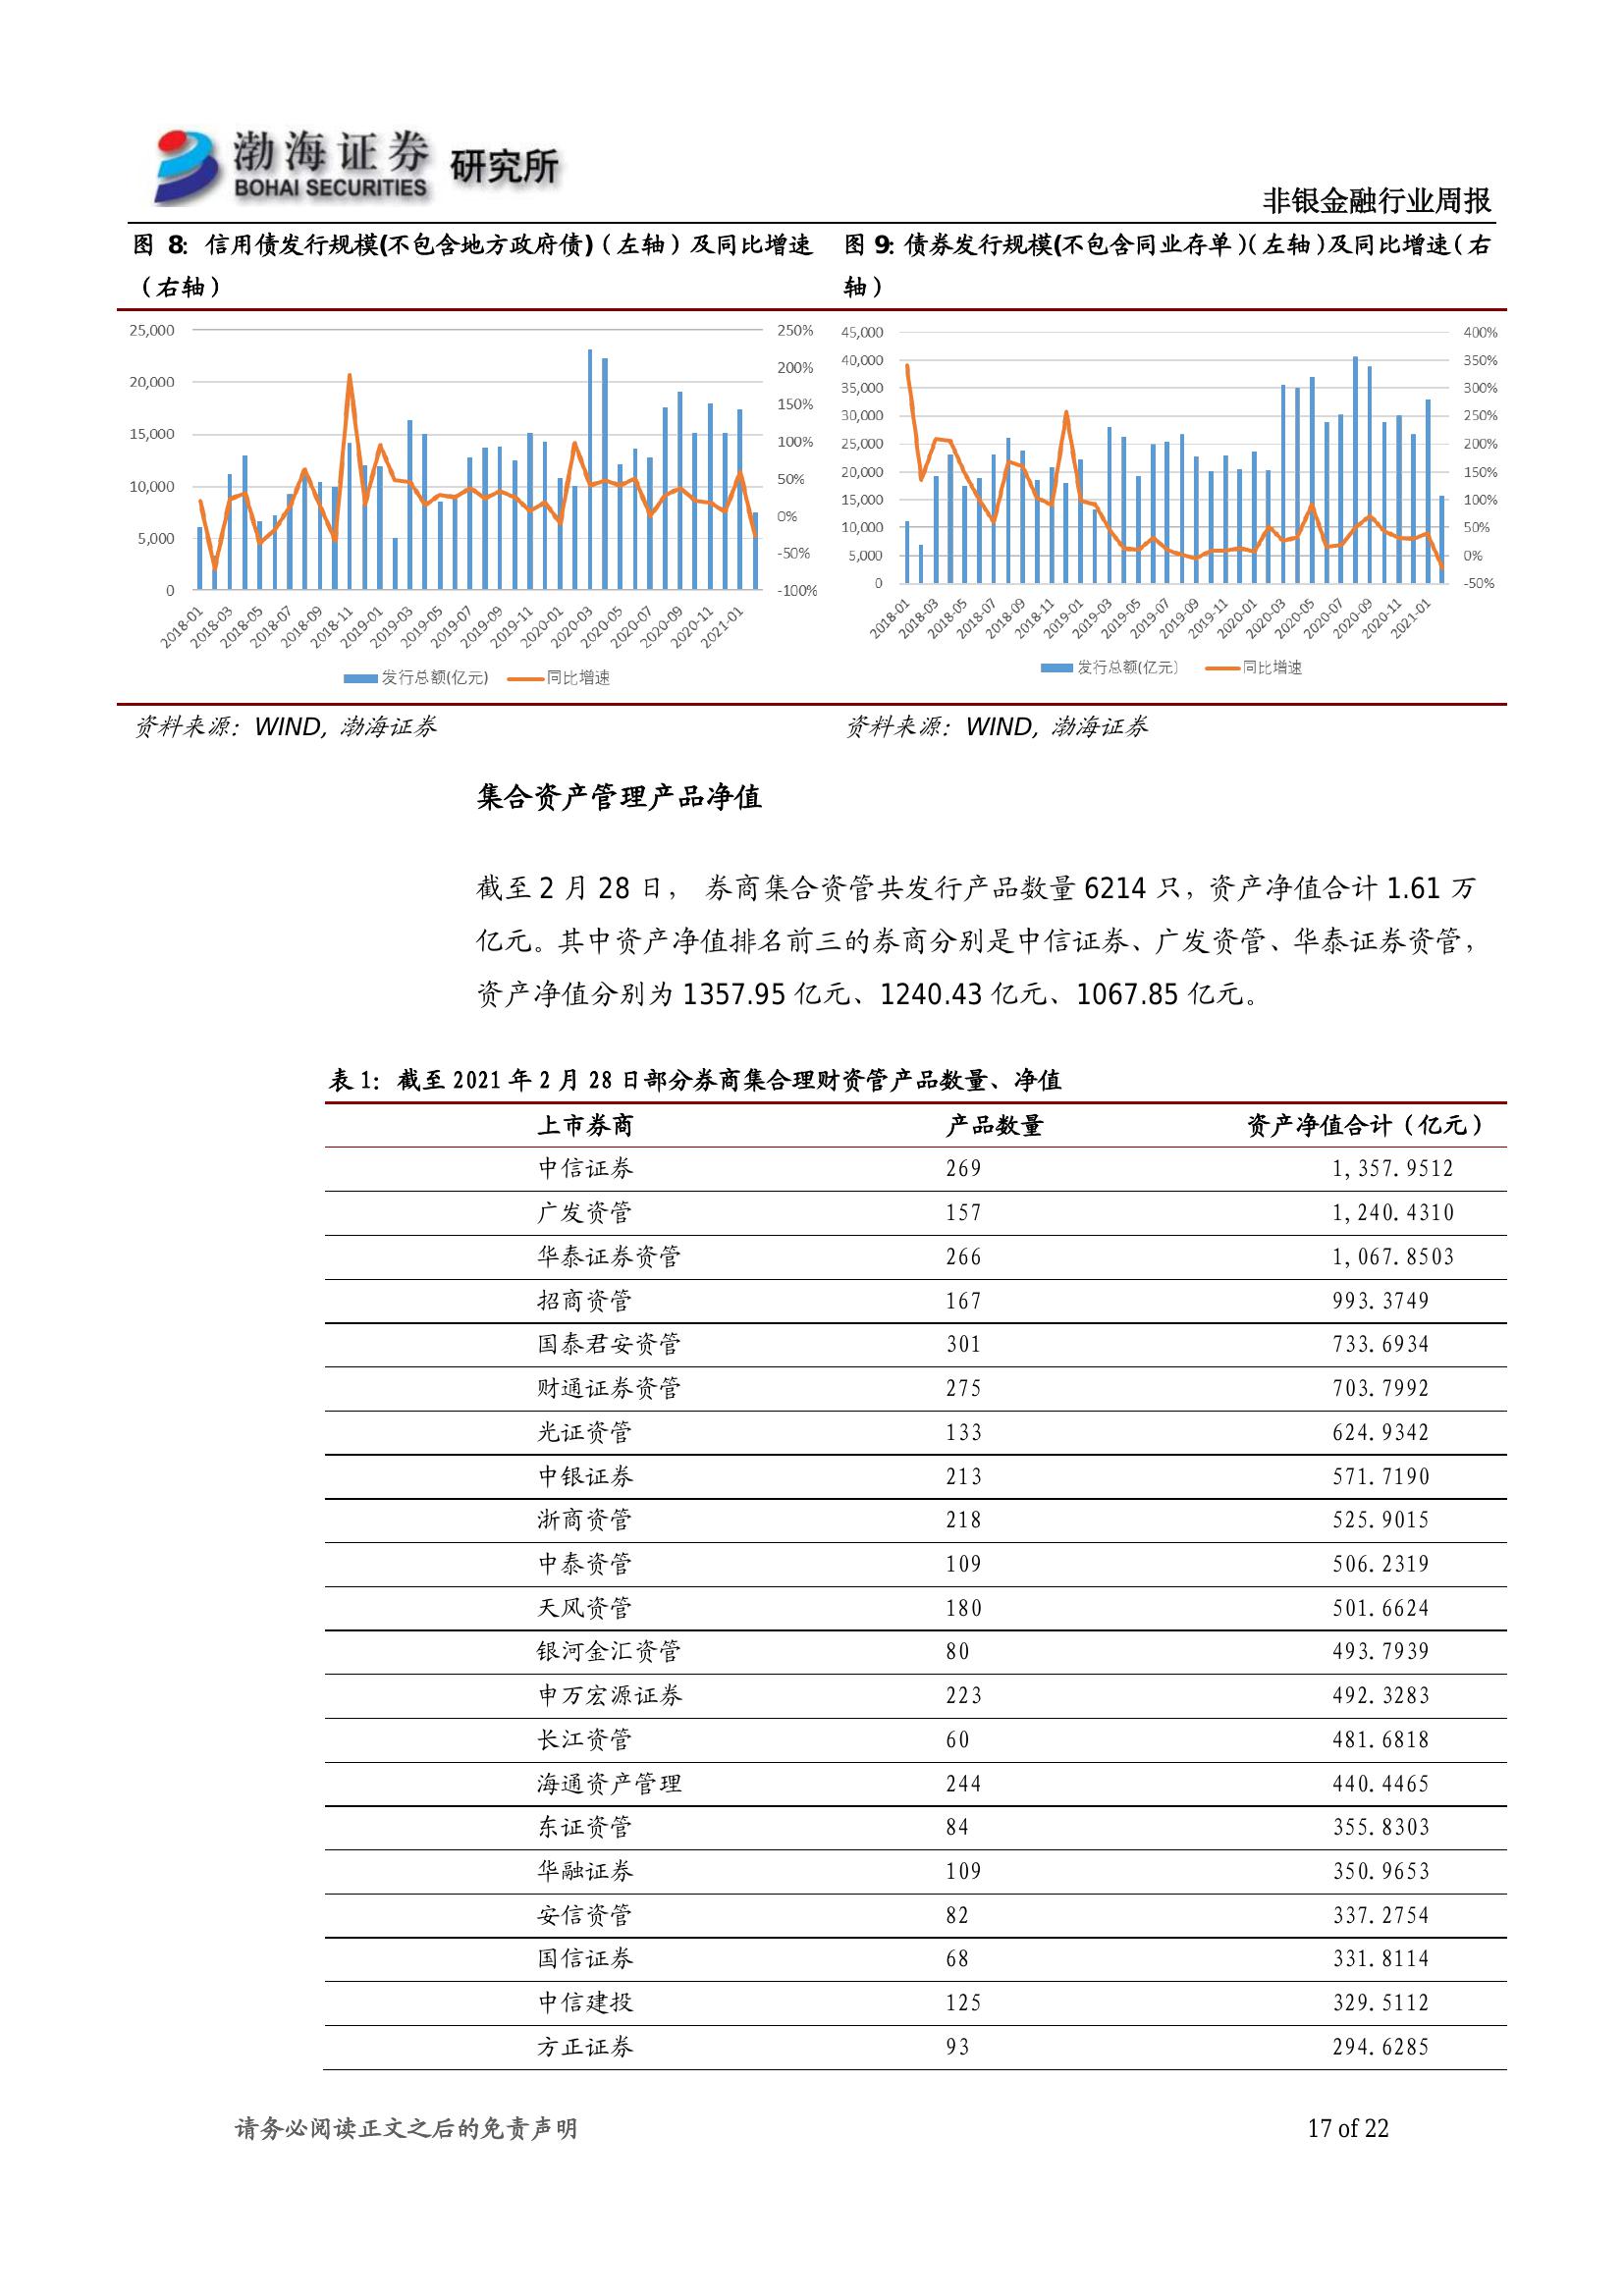 渤海证券 研究所
BOHAI SECURITIES
非银金融行业周报
图 8: 信用债发行规模(不包含地方政府债)（左轴）及同比增速
（右轴）
25,000
20,000
15,000
10,000
5,000
0
250%
200%
150%
100%
50%
0%
-50%
-100%
2018-01 2018-03 2018-05 2018-07 2018-09 2018-11 2019-01 2019-03 2019-05 2019-07 2019-09 2019-11 2020-01 2020-03 2020-05 2020-07 2020-09 2020-11 2021-01
发行总额(亿元) 同比增速
图 9: 债券发行规模(不包含同业存单)（左轴）及同比增速（右
轴）
45,000
40,000
35,000
30,000
25,000
20,000
15,000
10,000
5,000
0
400%
350%
300%
250%
200%
150%
100%
50%
0%
-50%
2018-01 2018-03 2018-05 2018-07 2018-09 2018-11 2019-01 2019-03 2019-05 2019-07 2019-09 2019-11 2020-01 2020-03 2020-05 2020-07 2020-09 2020-11 2021-01
发行总额(亿元) 同比增速
资料来源：WIND, 渤海证券
资料来源：WIND, 渤海证券
集合资产管理产品净值
截至 2 月 28 日， 券商集合资管共发行产品数量 6214 只，资产净值合计 1.61 万
亿元。其中资产净值排名前三的券商分别是中信证券、广发资管、华泰证券资管，
资产净值分别为 1357.95 亿元、1240.43 亿元、1067.85 亿元。
表 1: 截至 2021 年 2 月 28 日部分券商集合理财资管产品数量、净值
上市券商 产品数量 资产净值合计（亿元）
中信证券 269 1,357.9512
广发资管 157 1,240.4310
华泰证券资管 266 1,067.8503
招商资管 167 993.3749
国泰君安资管 301 733.6934
财通证券资管 275 703.7992
光证资管 133 624.9342
中银证券 213 571.7190
浙商资管 218 525.9015
中泰资管 109 506.2319
天风资管 180 501.6624
银河金汇资管 80 493.7939
申万宏源证券 223 492.3283
长江资管 60 481.6818
海通资产管理 244 440.4465
东证资管 84 355.8303
华融证券 109 350.9653
安信资管 82 337.2754
国信证券 68 331.8114
中信建投 125 329.5112
方正证券 93 294.6285
请务必阅读正文之后的免责声明
17 of 22